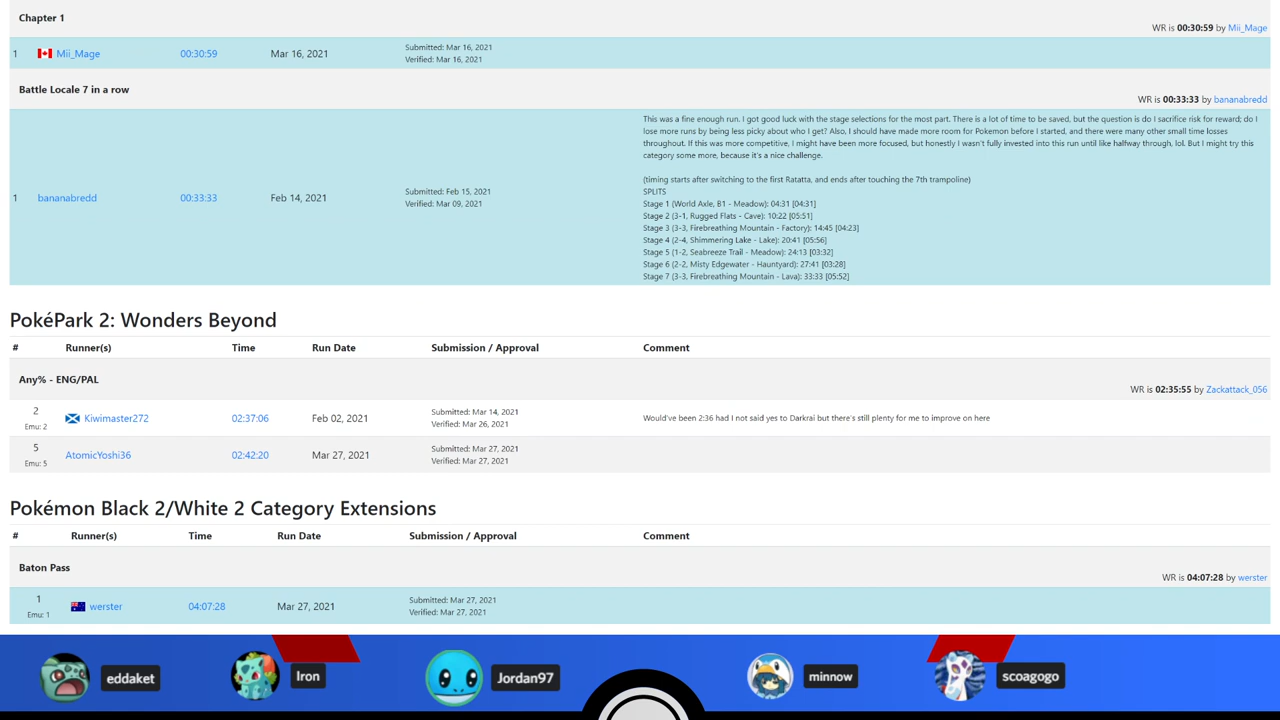 Chapter 1
WR is 00:30:59 by Mii_Mage
1 Mii_Mage 00:30:59 Mar 16, 2021 Submitted: Mar 16, 2021
Verified: Mar 16, 2021
Battle Locale 7 in a row
WR is 00:33:33 by bananabredd
This was a fine enough run. I got good luck with the stage selections for the most part. There is a lot of time to be saved, but the question is do I sacrifice risk for reward; do I
lose more runs by being less picky about who I get? Also, I should have made more room for Pokemon before I started, and there were many other small time losses
throughout. If this was more competitive, I might have been more focused, but honestly I wasn't fully invested into this run until like halfway through, lol. But I might try this
category some more, because it's a nice challenge.
(timing starts after switching to the first Ratatta, and ends after touching the 7th trampoline)
SPLITS
1 bananabredd 00:33:33 Feb 14, 2021 Submitted: Feb 15, 2021
Verified: Mar 09, 2021
Stage 1 (World Axle, B1 - Meadow): 04:31 [04:31]
Stage 2 (3-1, Rugged Flats - Cave): 10:22 [05:51]
Stage 3 (3-3, Firebreathing Mountain - Factory): 14:45 [04:23]
Stage 4 (2-4, Shimmering Lake - Lake): 20:41 [05:56]
Stage 5 (1-2, Seabreeze Trail - Meadow): 24:13 [03:32]
Stage 6 (2-2, Misty Edgewater - Hauntyard): 27:41 [03:28]
Stage 7 (3-3, Firebreathing Mountain - Lava): 33:33 [05:52]
PokéPark 2: Wonders Beyond
# Runner(s) Time Run Date Submission / Approval Comment
Any% - ENG/PAL
WR is 02:35:55 by Zackattack_056
2 Kiwimaster272 02:37:06 Feb 02, 2021 Submitted: Mar 14, 2021 Would've been 2:36 had I not said yes to Darkrai but there's still plenty for me to improve on here
Emu: 2 Verified: Mar 26, 2021
5 AtomicYoshi36 02:42:20 Mar 27, 2021 Submitted: Mar 27, 2021
Emu: 5 Verified: Mar 27, 2021
Pokémon Black 2/White 2 Category Extensions
# Runner(s) Time Run Date Submission / Approval Comment
Baton Pass
WR is 04:07:28 by werster
1 werster 04:07:28 Mar 27, 2021 Submitted: Mar 27, 2021
Emu: 1 Verified: Mar 27, 2021
eddaket Iron Jordan97 minnow scoagogo